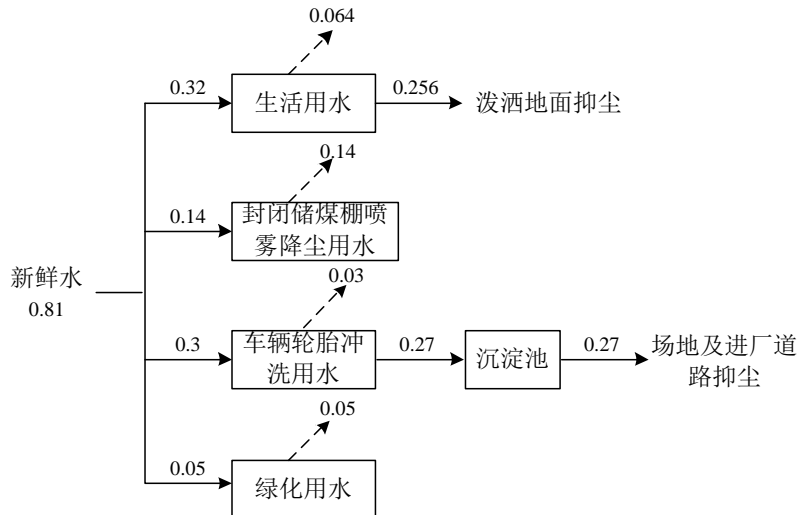 0.064
0.32
生活用水
0.256
泼洒地面抑尘
0.14
0.14
封闭储煤棚喷
雾降尘用水
新鲜水
0.81
0.03
0.3
车辆轮胎冲
洗用水
0.27
沉淀池
0.27
场地及进厂道
路抑尘
0.05
0.05
绿化用水